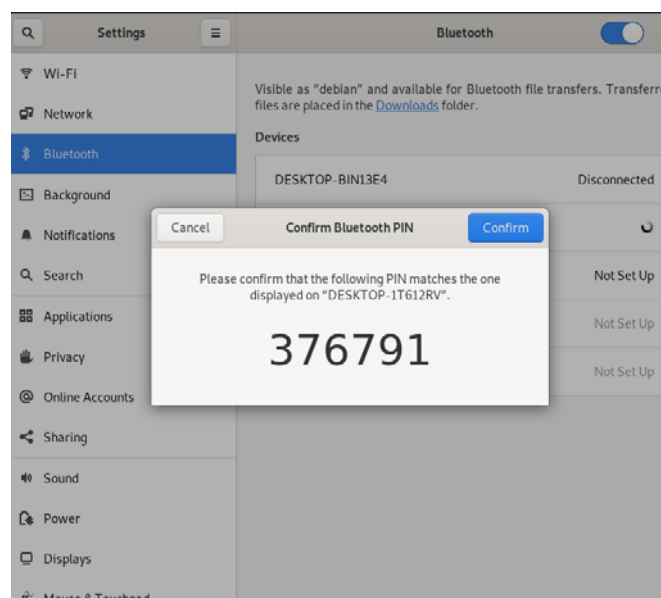 Settings
Bluetooth
Wi-Fi
Network
Bluetooth
Background
Notifications
Search
Applications
Privacy
Online Accounts
Sharing
Sound
Power
Displays
Mouse & Touchpad
Visible as "debian" and available for Bluetooth file transfers. Transferre
files are placed in the Downloads folder.
Devices
DESKTOP-BIN13E4 Disconnected
Not Set Up
Not Set Up
Not Set Up
Cancel Confirm Bluetooth PIN Confirm
Please confirm that the following PIN matches the one
displayed on "DESKTOP-1T612RV".
376791